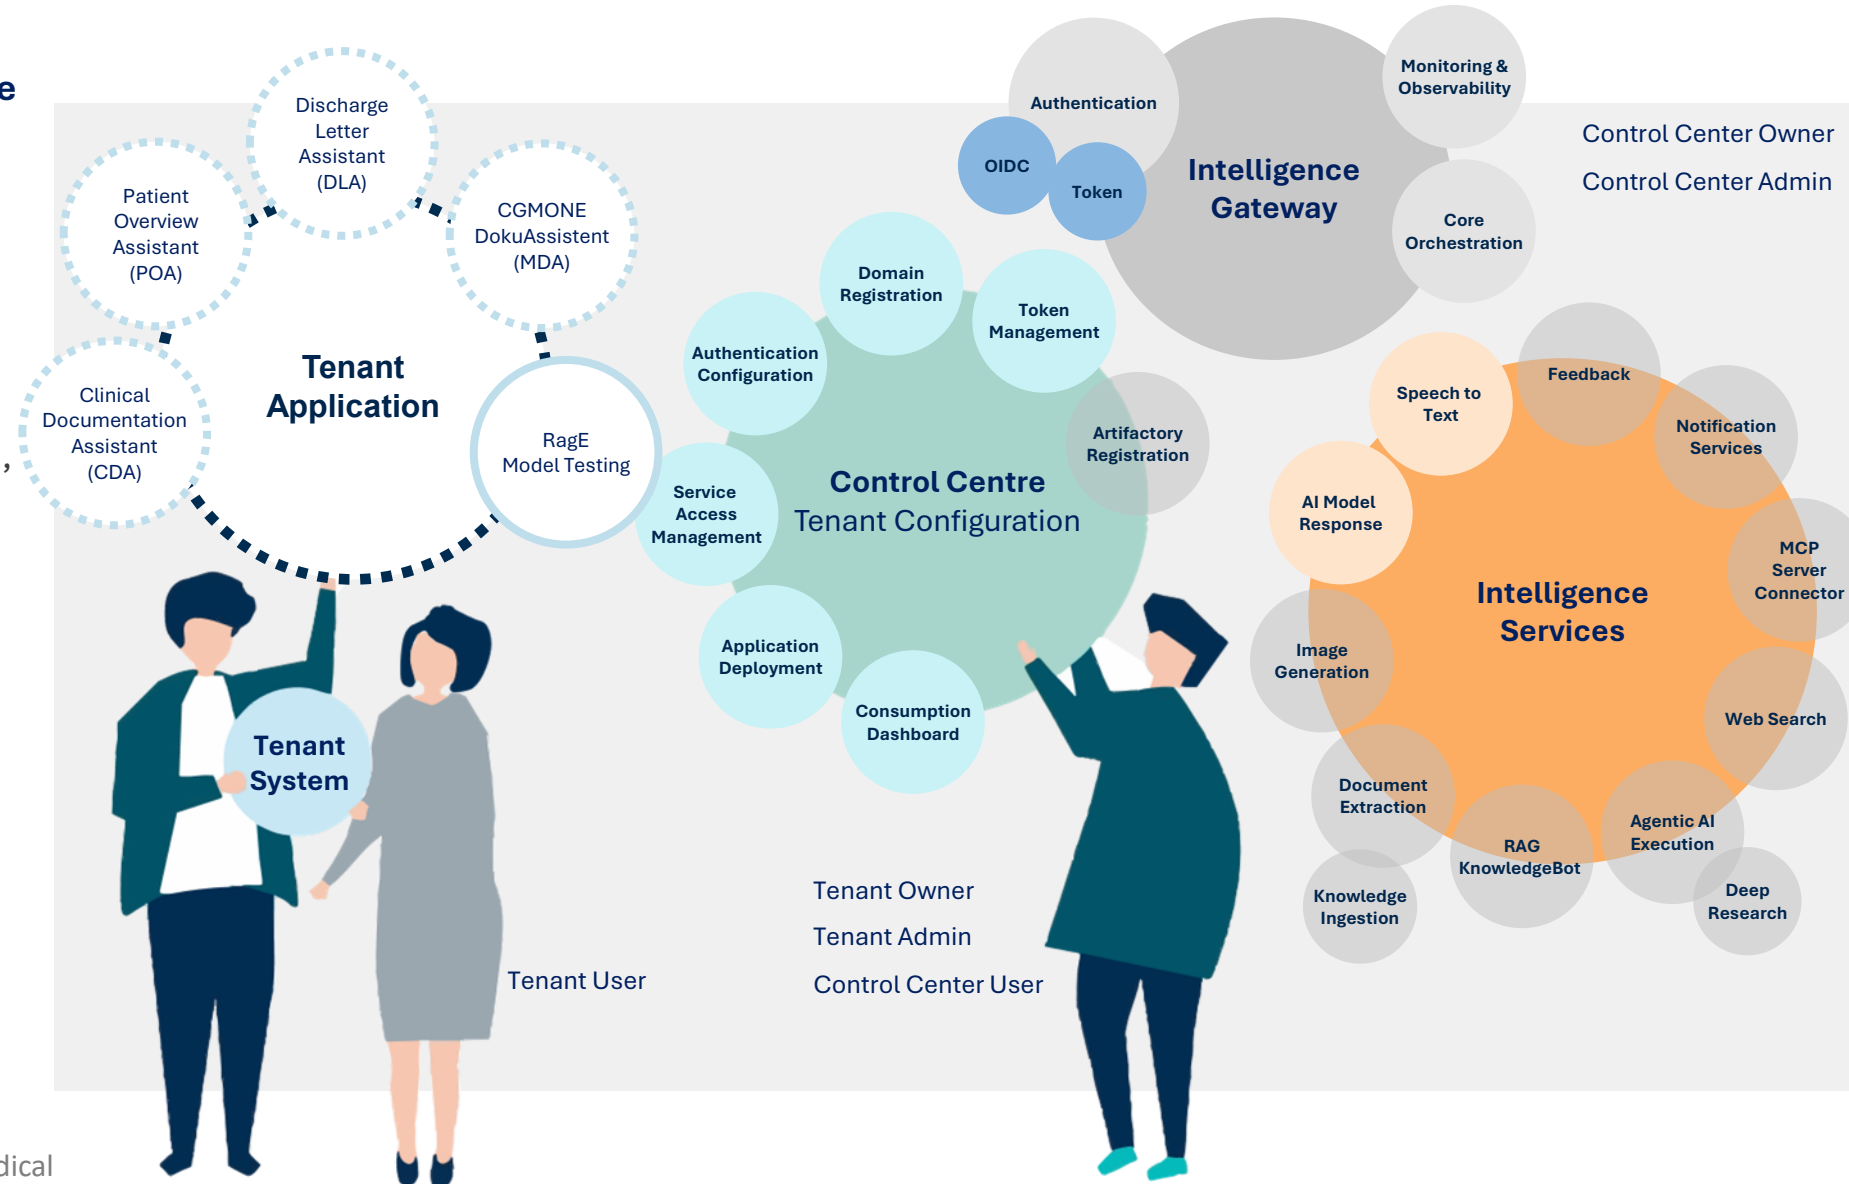 e
Discharge
Letter
Assistant
(DLA)
Patient
Overview
Assistant
(POA)
CGMONE
DokuAssistent
(MDA)
Clinical
Documentation
Assistant
(CDA)
,
Tenant
Application
RagE
Model Testing
Tenant
System
Tenant User
Authentication
OIDC
Token
Intelligence
Gateway
Monitoring &
Observability
Core
Orchestration
Control Center Owner
Control Center Admin
Domain
Registration
Token
Management
Authentication
Configuration
Artifactory
Registration
Service
Access
Management
Control Centre
Tenant Configuration
Application
Deployment
Consumption
Dashboard
Tenant Owner
Tenant Admin
Control Center User
Speech to
Text
Feedback
Notification
Services
AI Model
Response
MCP
Server
Connector
Intelligence
Services
Image
Generation
Web Search
Document
Extraction
RAG
KnowledgeBot
Agentic AI
Execution
Knowledge
Ingestion
Deep
Research
dical